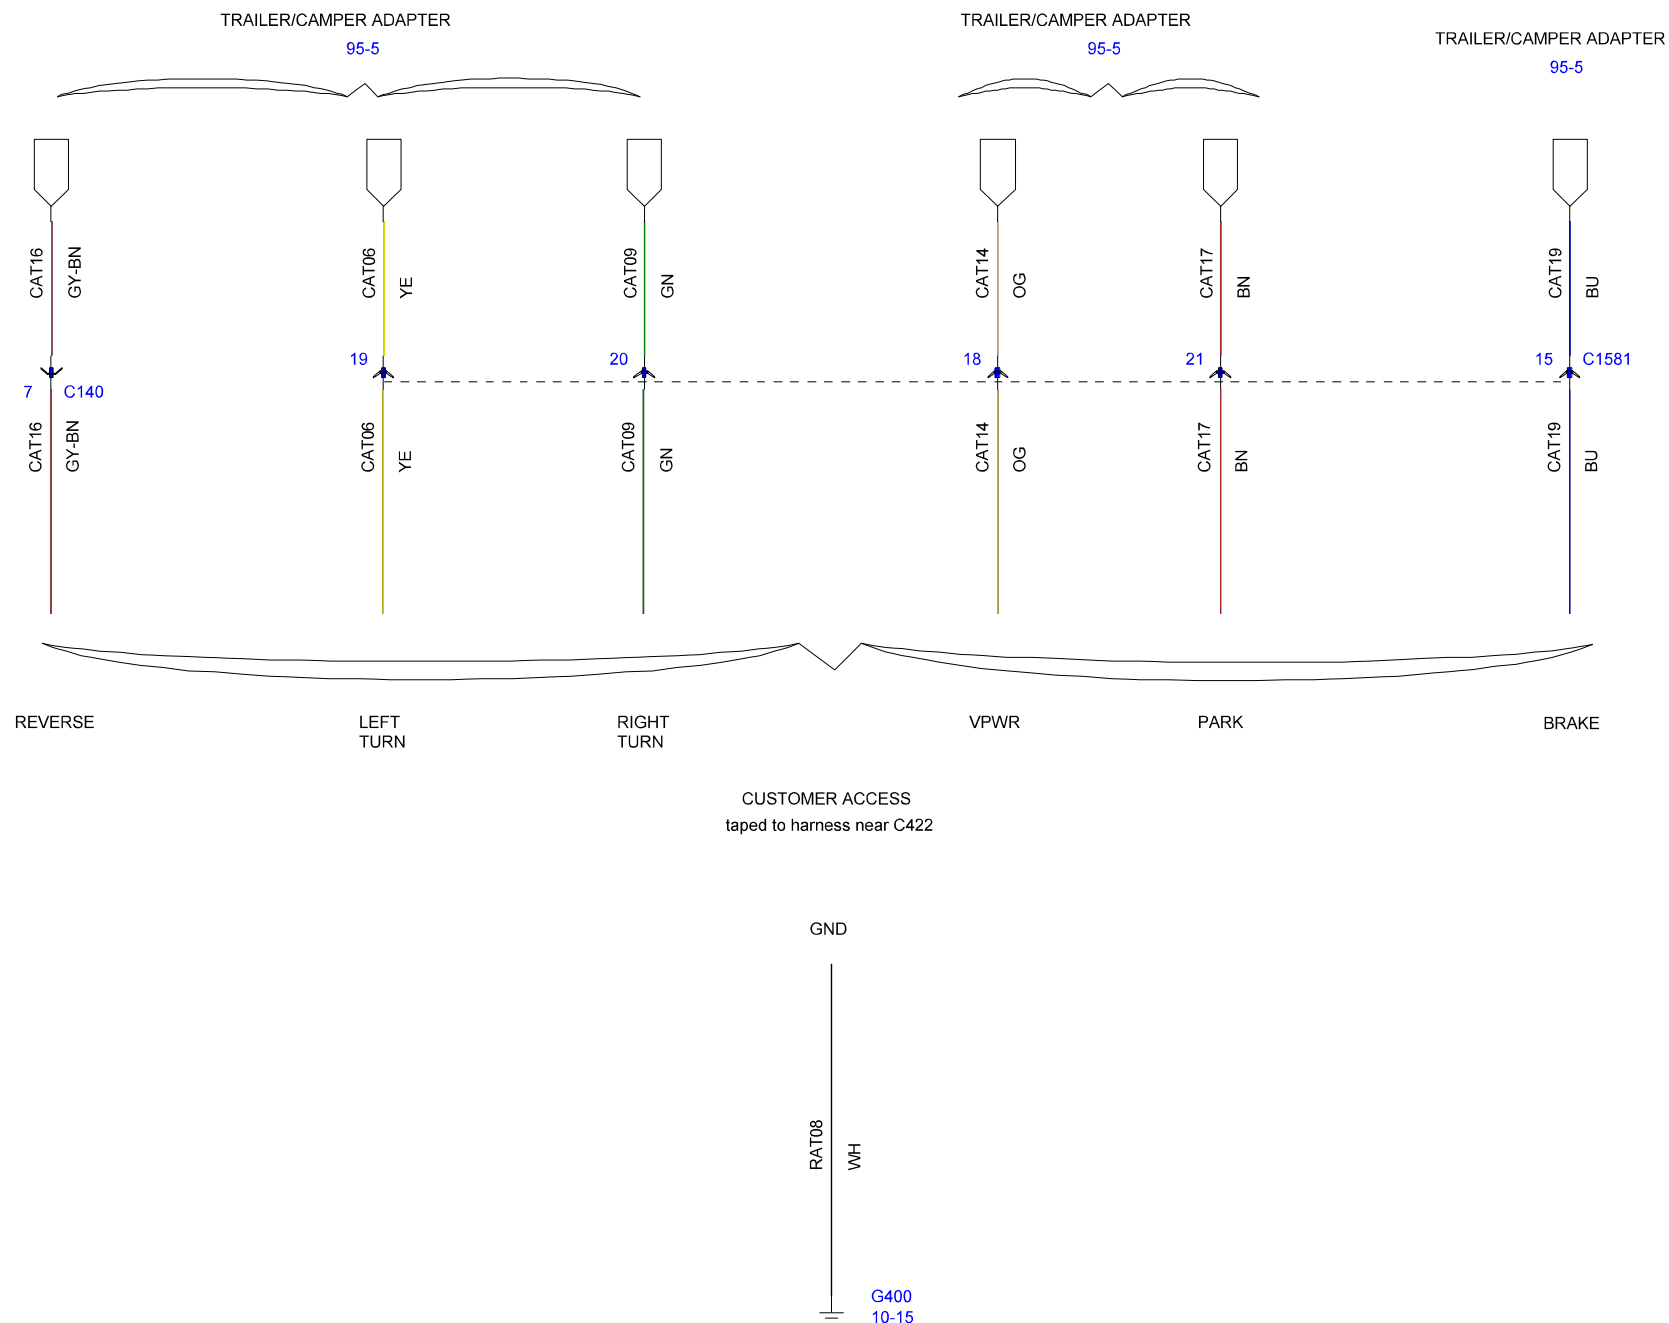 TRAILER/CAMPER ADAPTER
95-5
TRAILER/CAMPER ADAPTER
95-5
TRAILER/CAMPER ADAPTER
95-5
CAT16
GY-BN
CAT06
YE
CAT09
GN
CAT14
OG
CAT17
BN
CAT19
BU
7
C140
19
20
18
21
15
C1581
CAT16
GY-BN
CAT06
YE
CAT09
GN
CAT14
OG
CAT17
BN
CAT19
BU
REVERSE
LEFT
TURN
RIGHT
TURN
VPWR
PARK
BRAKE
CUSTOMER ACCESS
taped to harness near C422
GND
RAT08
WH
G400
10-15